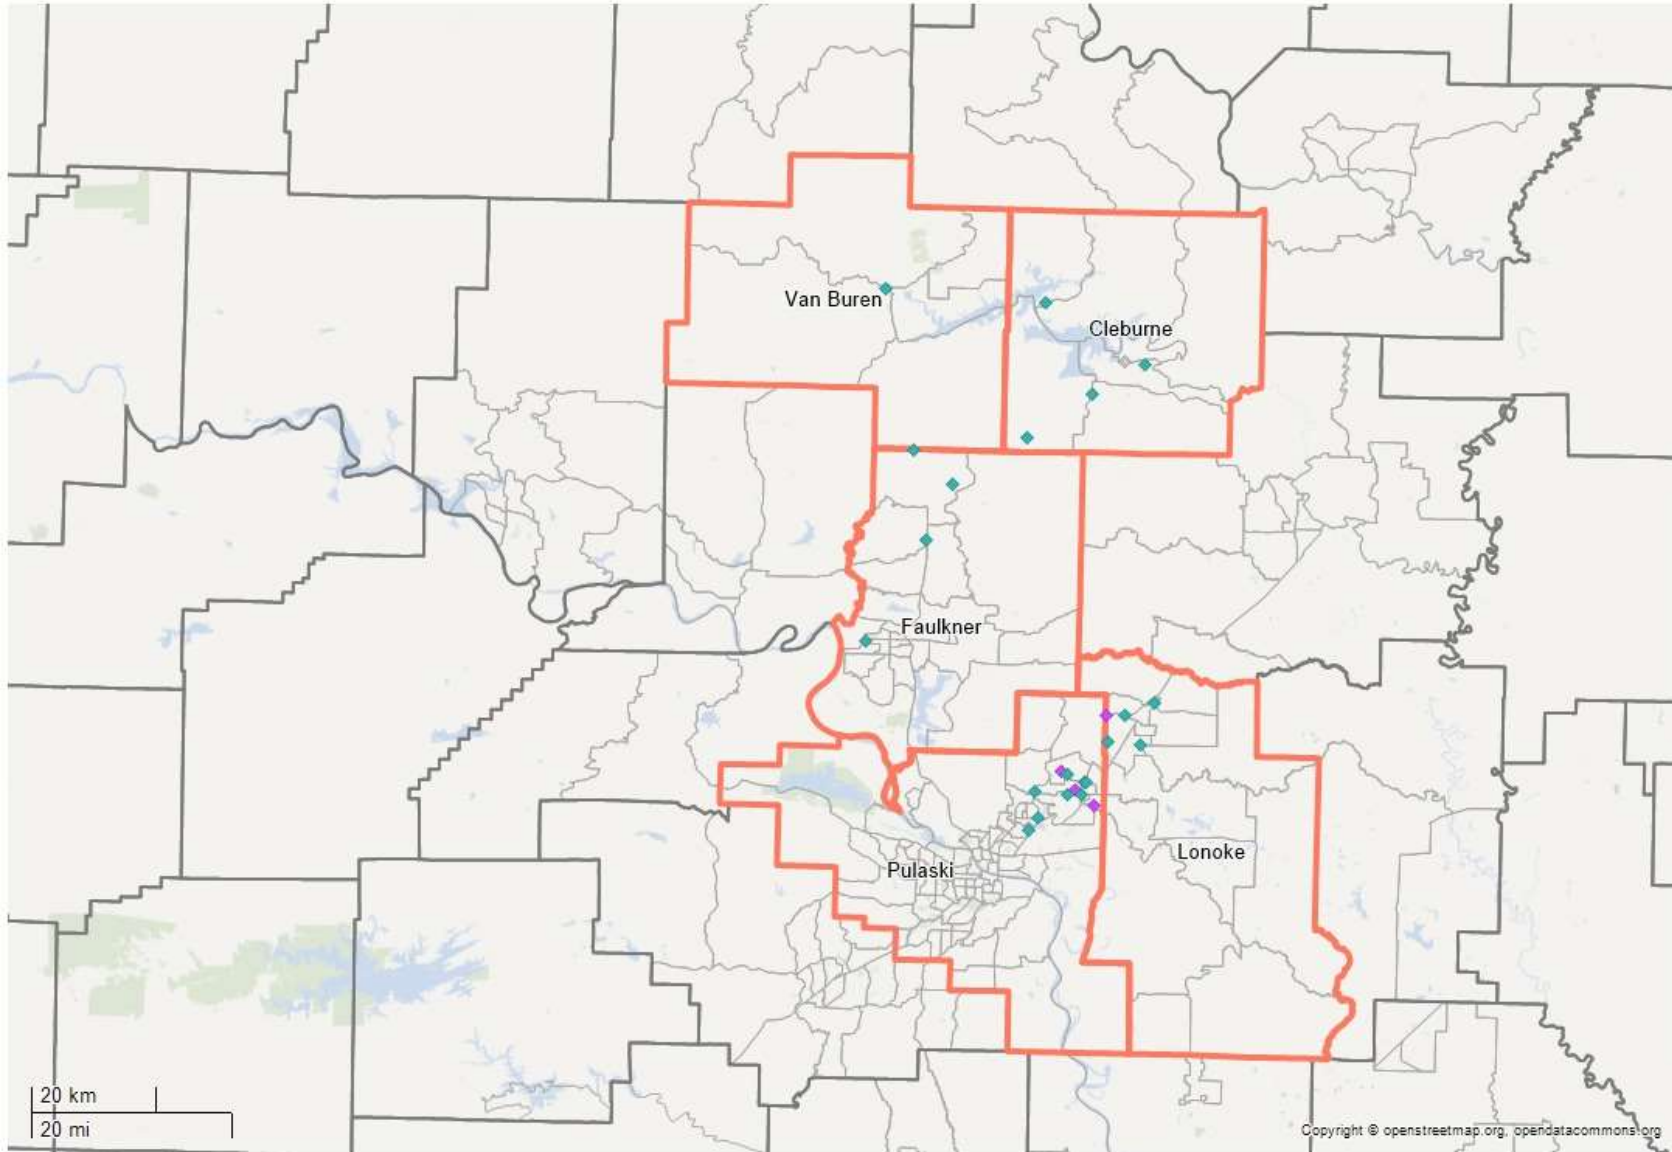 Van Buren
Cleburne
Faulkner
Lonoke
Pulaski
20 km
20 mi
Copyright © openstreetmap.org, opendatacommons.org